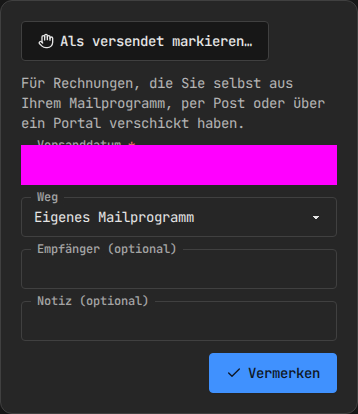 Als versendet markieren…
Für Rechnungen, die Sie selbst aus
Ihrem Mailprogramm, per Post oder über
ein Portal verschickt haben.
Versanddatum *
Weg
Eigenes Mailprogramm
Empfänger (optional)
Notiz (optional)
Vermerken